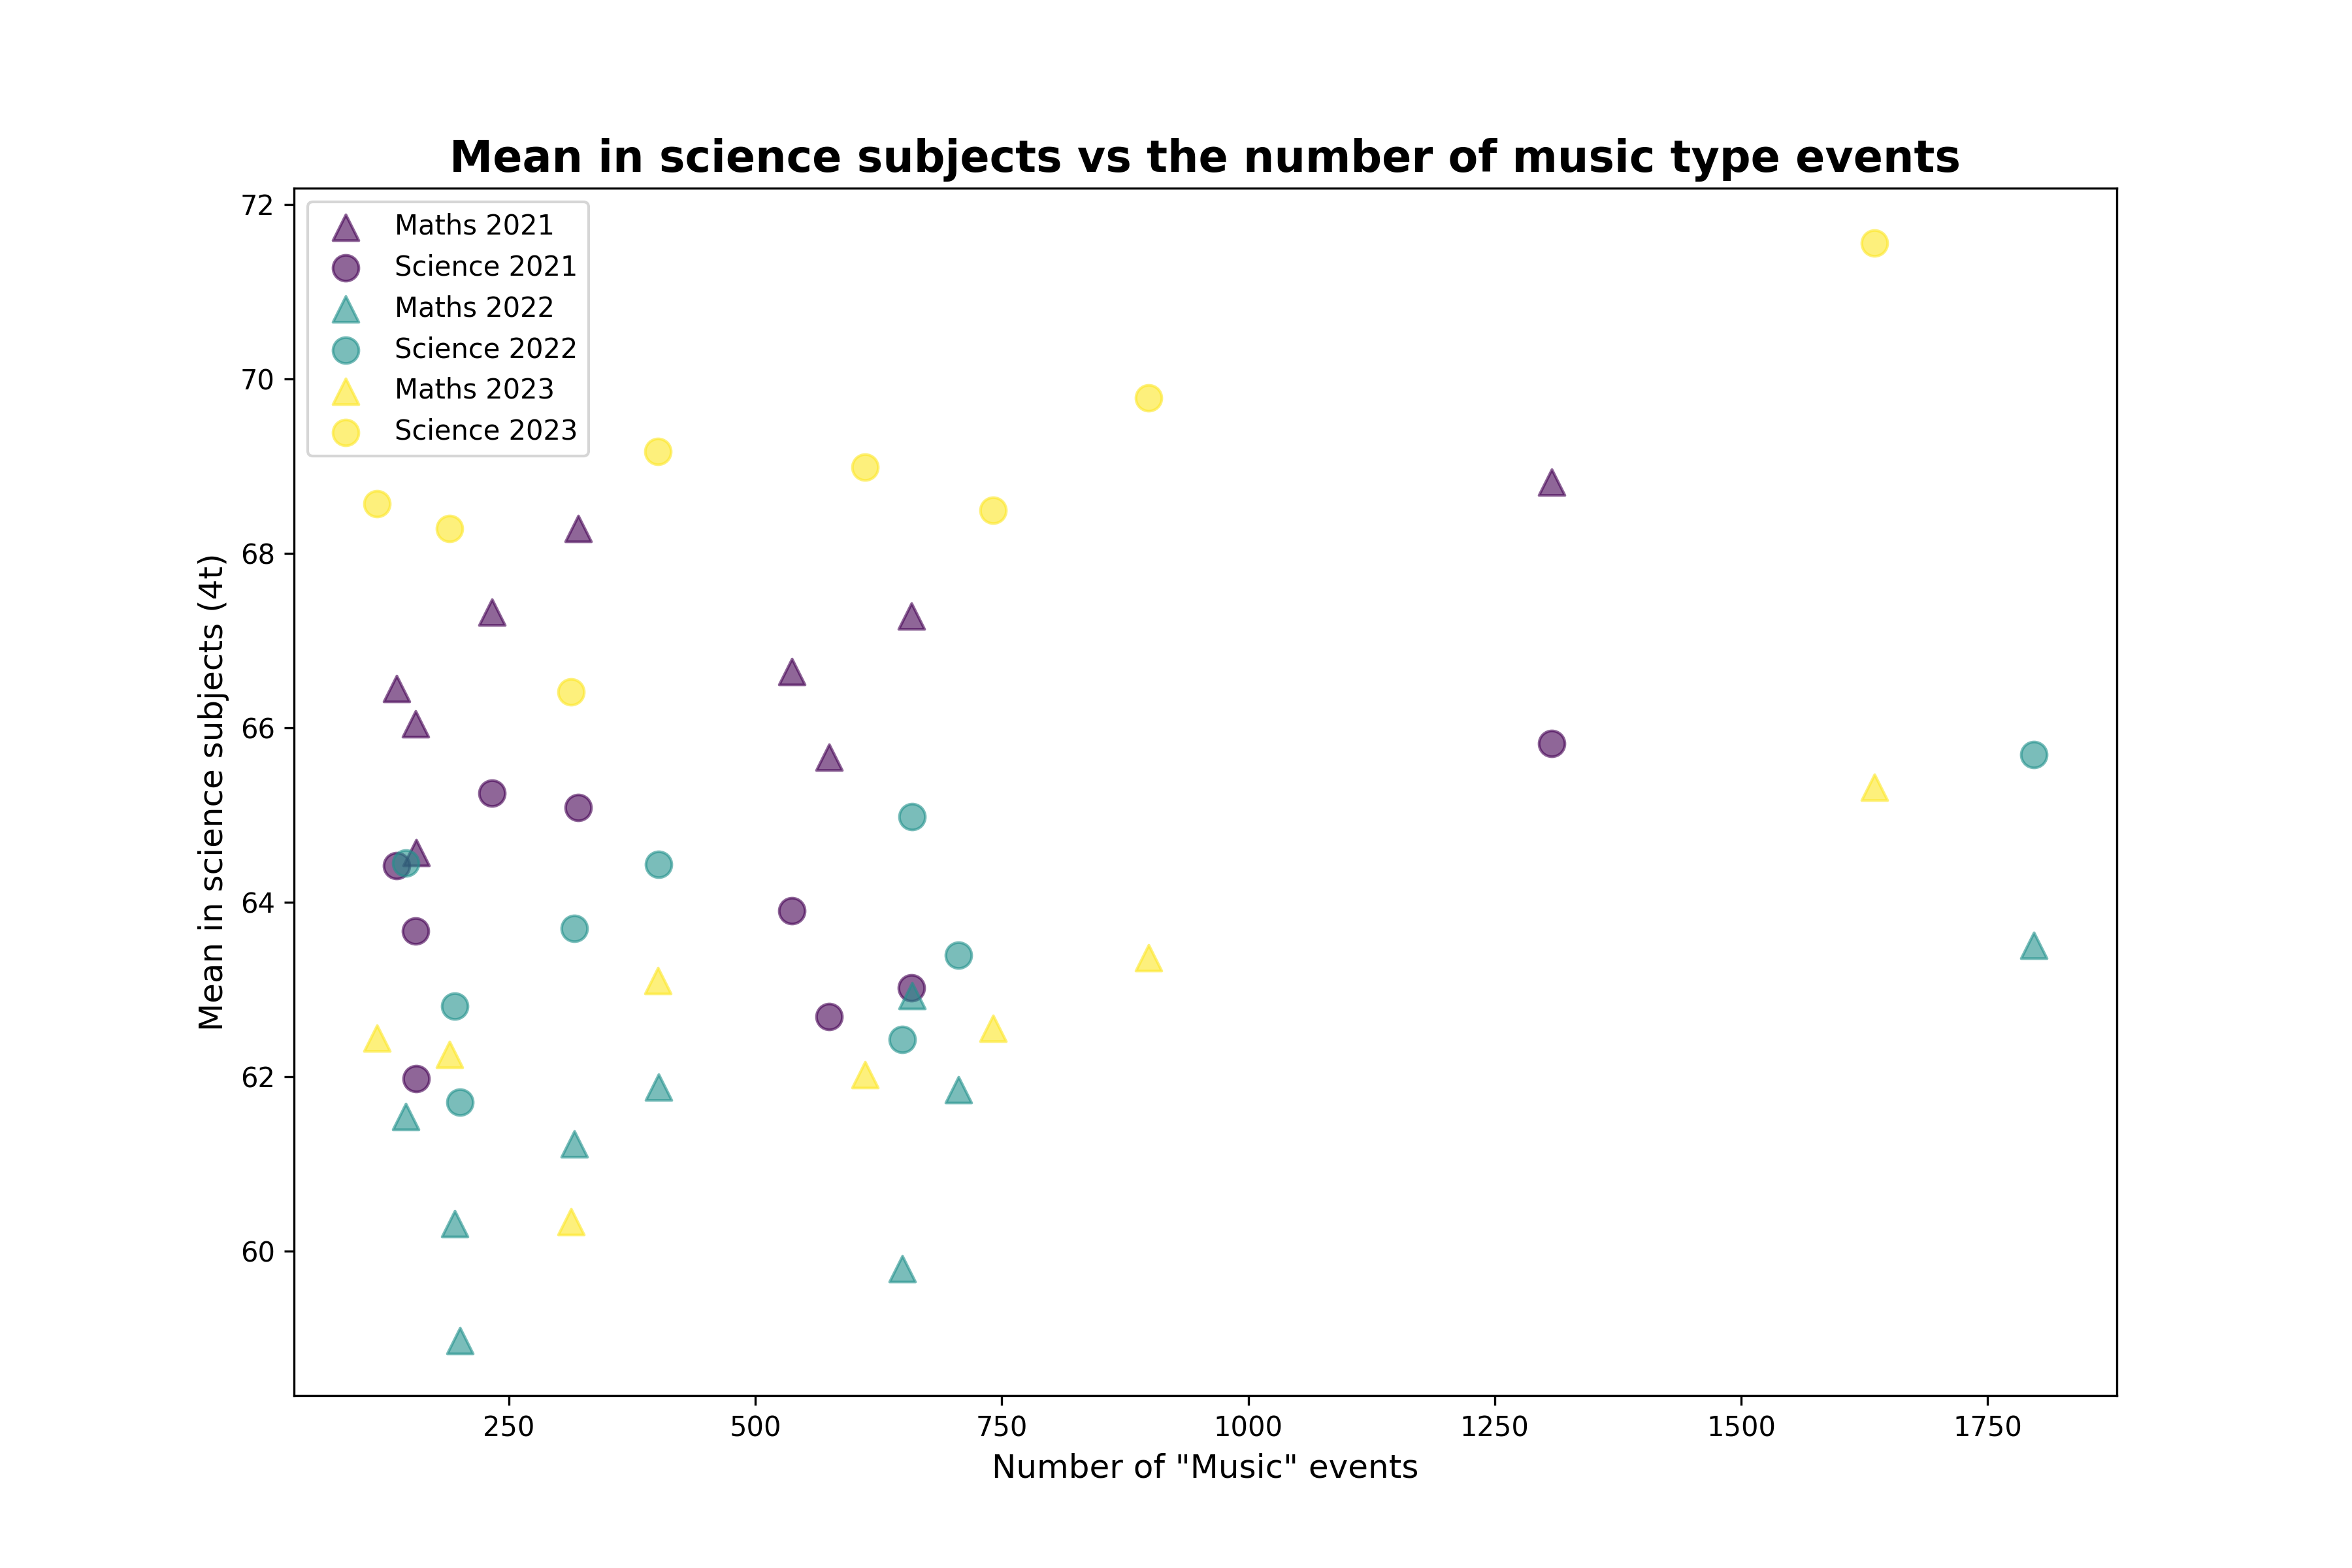 Mean in science subjects vs the number of music type events
Maths 2021
Science 2021
Maths 2022
Science 2022
Maths 2023
Science 2023
Mean in science subjects (4t)
72
70
68
66
64
62
60
250 500 750 1000 1250 1500 1750
Number of "Music" events